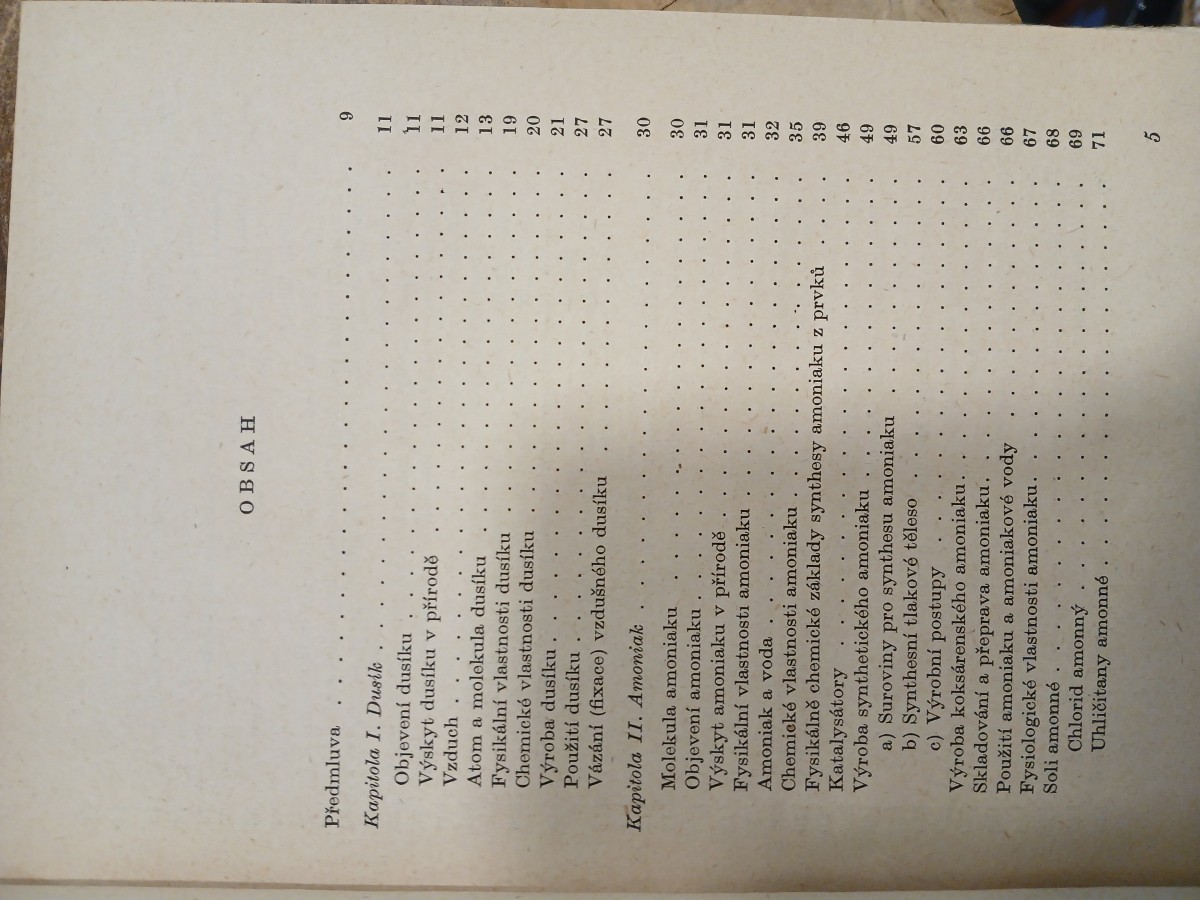 OBSAH
Předmluva . . . . . . . . . . . . . . . . . . . . . . . . 9
Kapitola I. Dusík . . . . . . . . . . . . . . . . . . . . . . 11
Objevení dusíku . . . . . . . . . . . . . . . . . . . . 11
Výskyt dusíku v přírodě . . . . . . . . . . . . . . . . . 11
Vzduch . . . . . . . . . . . . . . . . . . . . . . . 12
Atom a molekula dusíku . . . . . . . . . . . . . . . . . 13
Fysikální vlastnosti dusíku . . . . . . . . . . . . . . . . 19
Chemické vlastnosti dusíku . . . . . . . . . . . . . . . . 20
Výroba dusíku . . . . . . . . . . . . . . . . . . . . . 21
Použití dusíku . . . . . . . . . . . . . . . . . . . . . 27
Vázání (fixace) vzdušného dusíku . . . . . . . . . . . . . . 27
Kapitola II. Amoniak . . . . . . . . . . . . . . . . . . . . 30
Molekula amoniaku . . . . . . . . . . . . . . . . . . . 30
Objevení amoniaku . . . . . . . . . . . . . . . . . . . 31
Výskyt amoniaku v přírodě . . . . . . . . . . . . . . . . 31
Fysikální vlastnosti amoniaku . . . . . . . . . . . . . . . 31
Amoniak a voda . . . . . . . . . . . . . . . . . . . . 32
Chemické vlastnosti amoniaku . . . . . . . . . . . . . . . 35
Fysikálně chemické základy synthesy amoniaku z prvků . . . . 39
Katalysátory . . . . . . . . . . . . . . . . . . . . . 46
Výroba synthetického amoniaku . . . . . . . . . . . . . . 49
a) Suroviny pro synthesu amoniaku . . . . . . . . . . . 49
b) Synthesní tlakové těleso . . . . . . . . . . . . . . 57
c) Výrobní postupy . . . . . . . . . . . . . . . . . 60
Výroba koksárenského amoniaku . . . . . . . . . . . . . . 63
Skladování a přeprava amoniaku . . . . . . . . . . . . . . 66
Použití amoniaku a amoniakové vody . . . . . . . . . . . . 66
Fysiologické vlastnosti amoniaku . . . . . . . . . . . . . . 67
Soli amonné . . . . . . . . . . . . . . . . . . . . . 68
Chlorid amonný . . . . . . . . . . . . . . . . . . 69
Uhličitany amonné . . . . . . . . . . . . . . . . . 71
5